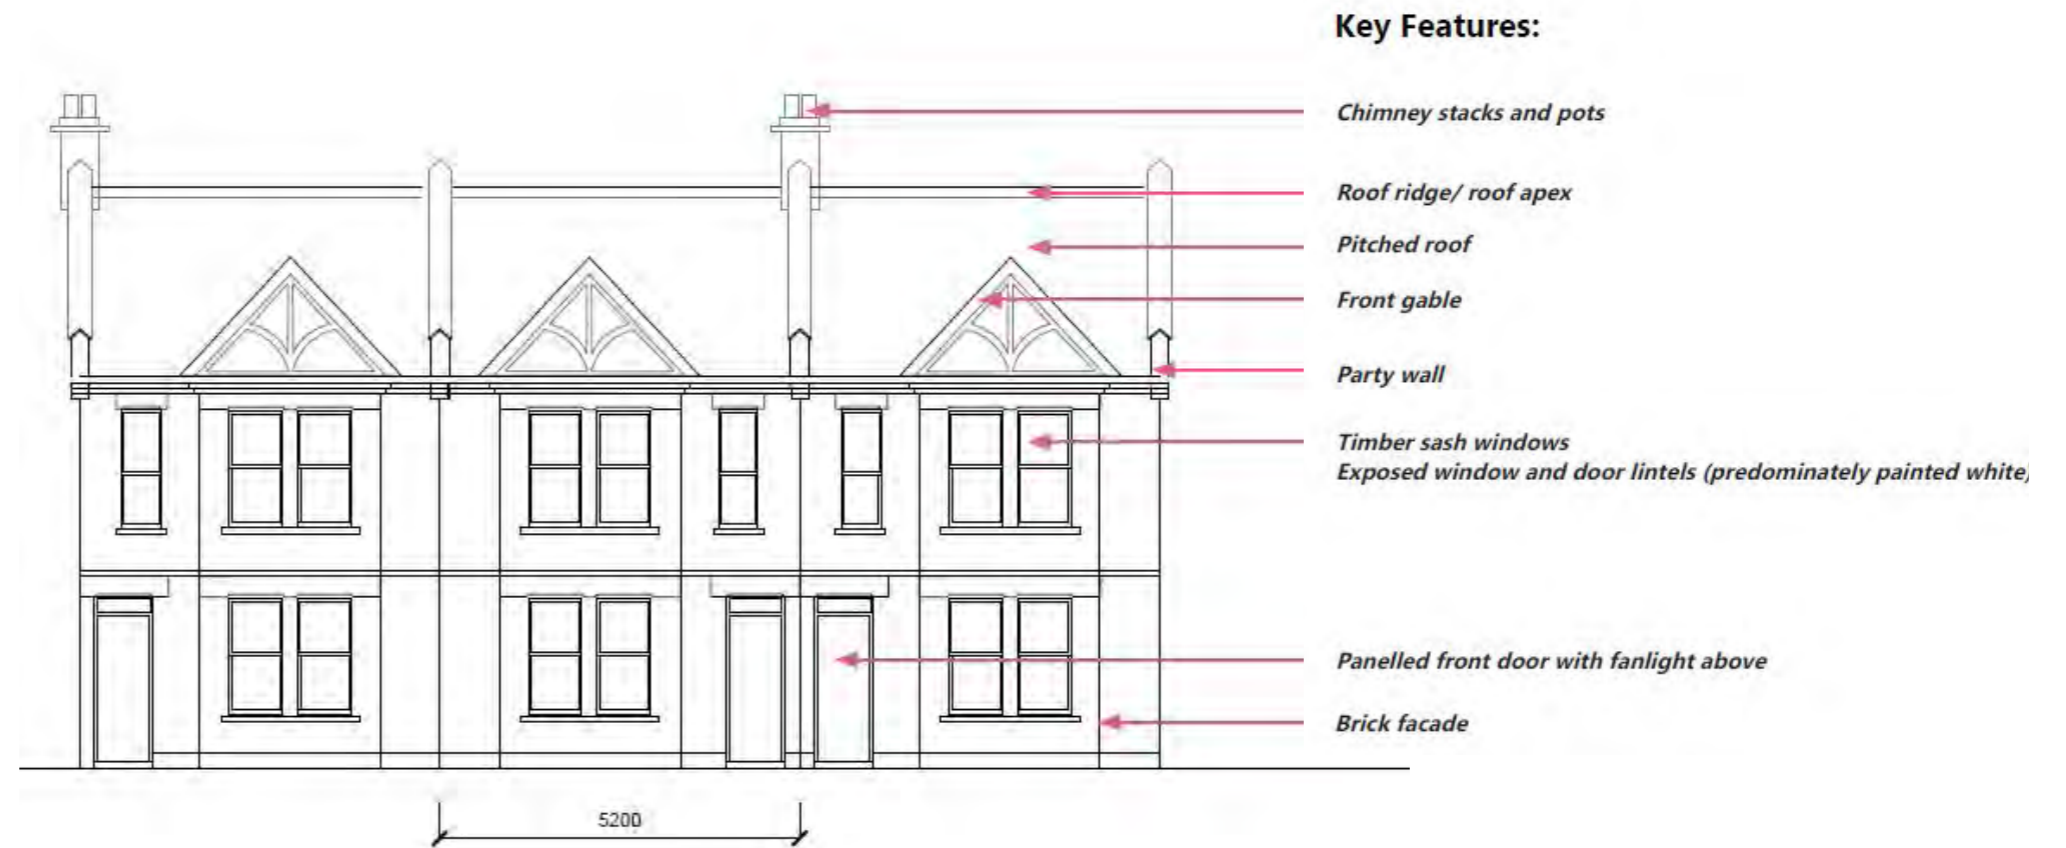 Key Features:
Chimney stacks and pots
Roof ridge/ roof apex
Pitched roof
Front gable
Party wall
Timber sash windows
Exposed window and door lintels (predominately painted white)
Panelled front door with fanlight above
Brick facade
5200